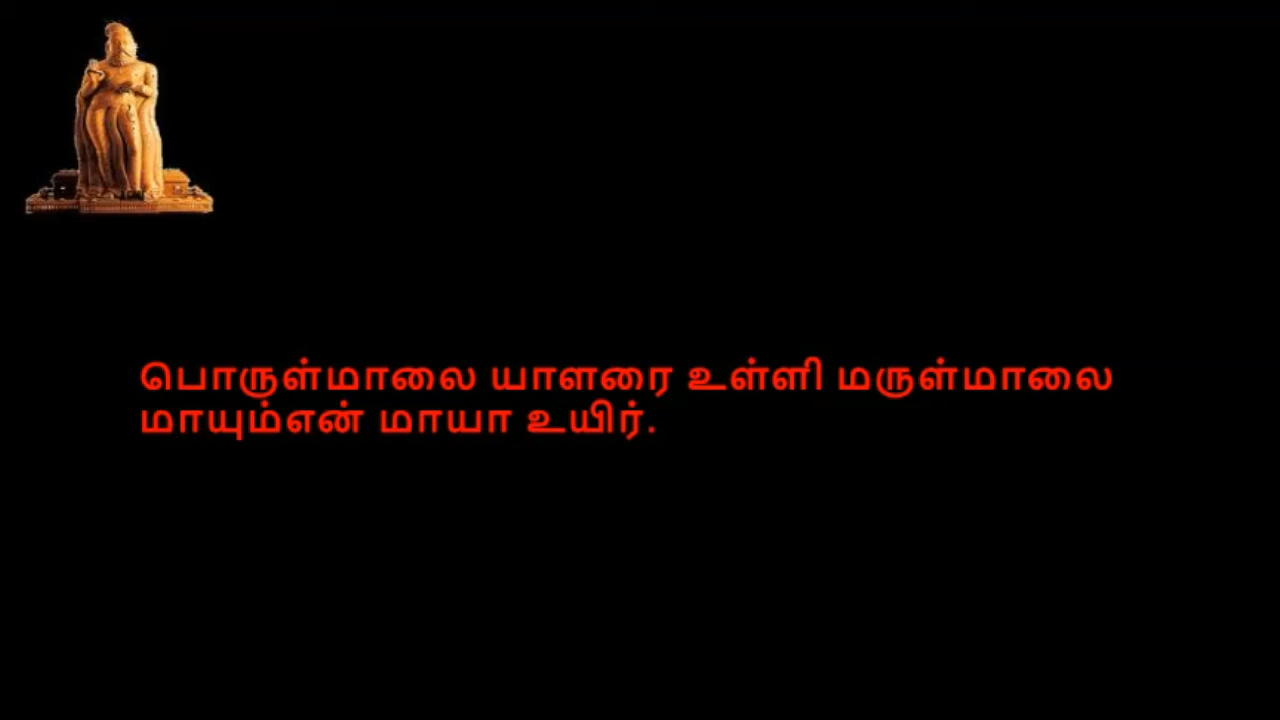 பொருள்மாலை யாளரை உள்ளி மருள்மாலை
மாயும்என் மாயா உயிர்.